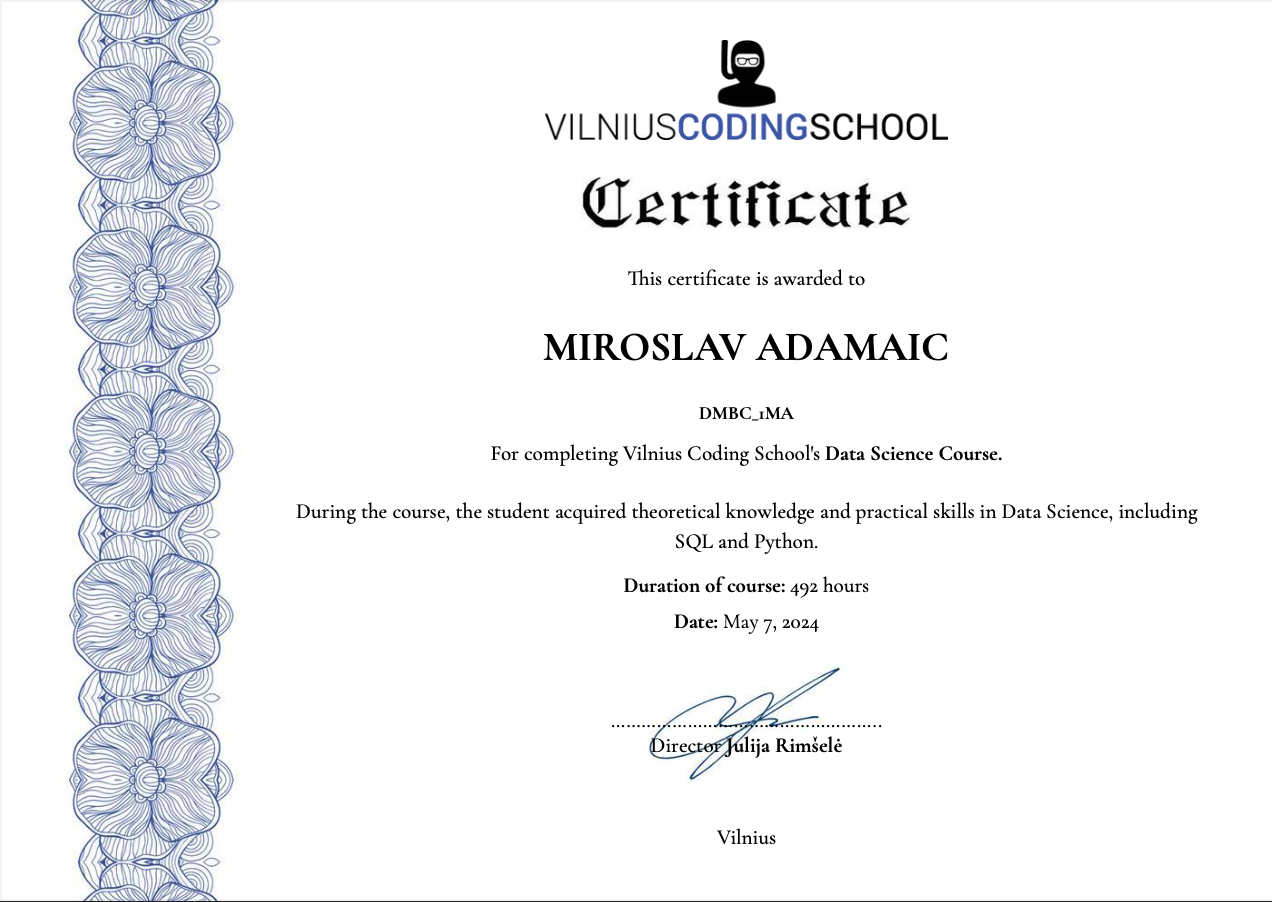 VILNIUSCODINGSCHOOL
Certificate
This certificate is awarded to
MIROSLAV ADAMAIC
DMBC_1MA
For completing Vilnius Coding School's Data Science Course.
During the course, the student acquired theoretical knowledge and practical skills in Data Science, including
SQL and Python.
Duration of course: 492 hours
Date: May 7, 2024
Director Julija Rimšelė
Vilnius